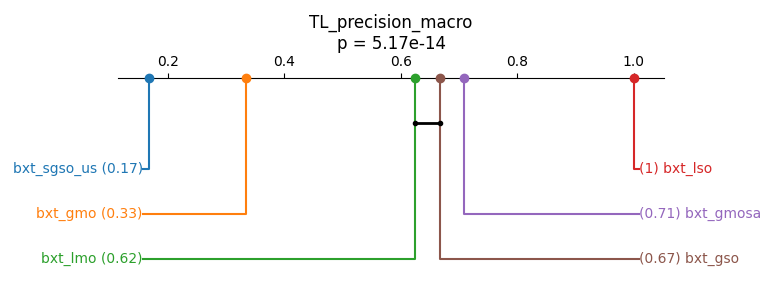 TL_precision_macro
p = 5.17e-14
0.2 0.4 0.6 0.8 1.0
bxt_sgso_us (0.17) (1) bxt_lso
bxt_gmo (0.33) (0.71) bxt_gmosa
bxt_lmo (0.62) (0.67) bxt_gso